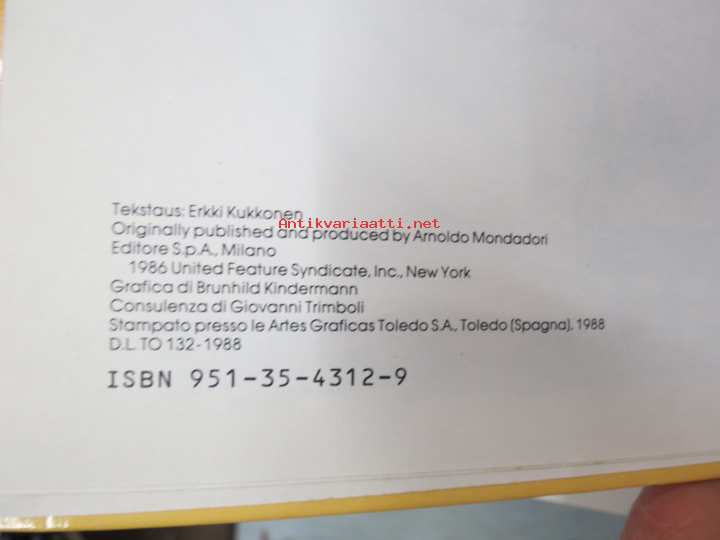 Tekstaus: Erkki Kukkonen
Antikvariaatti.net
Originally published and produced by Arnoldo Mondadori
Editore S.p.A., Milano
1986 United Feature Syndicate, Inc., New York
Grafica di Brunhild Kindermann
Consulenza di Giovanni Trimboli
Stampato presso le Artes Graficas Toledo S.A., Toledo (Spagna), 1988
D.L. TO 132-1988
ISBN 951-35-4312-9